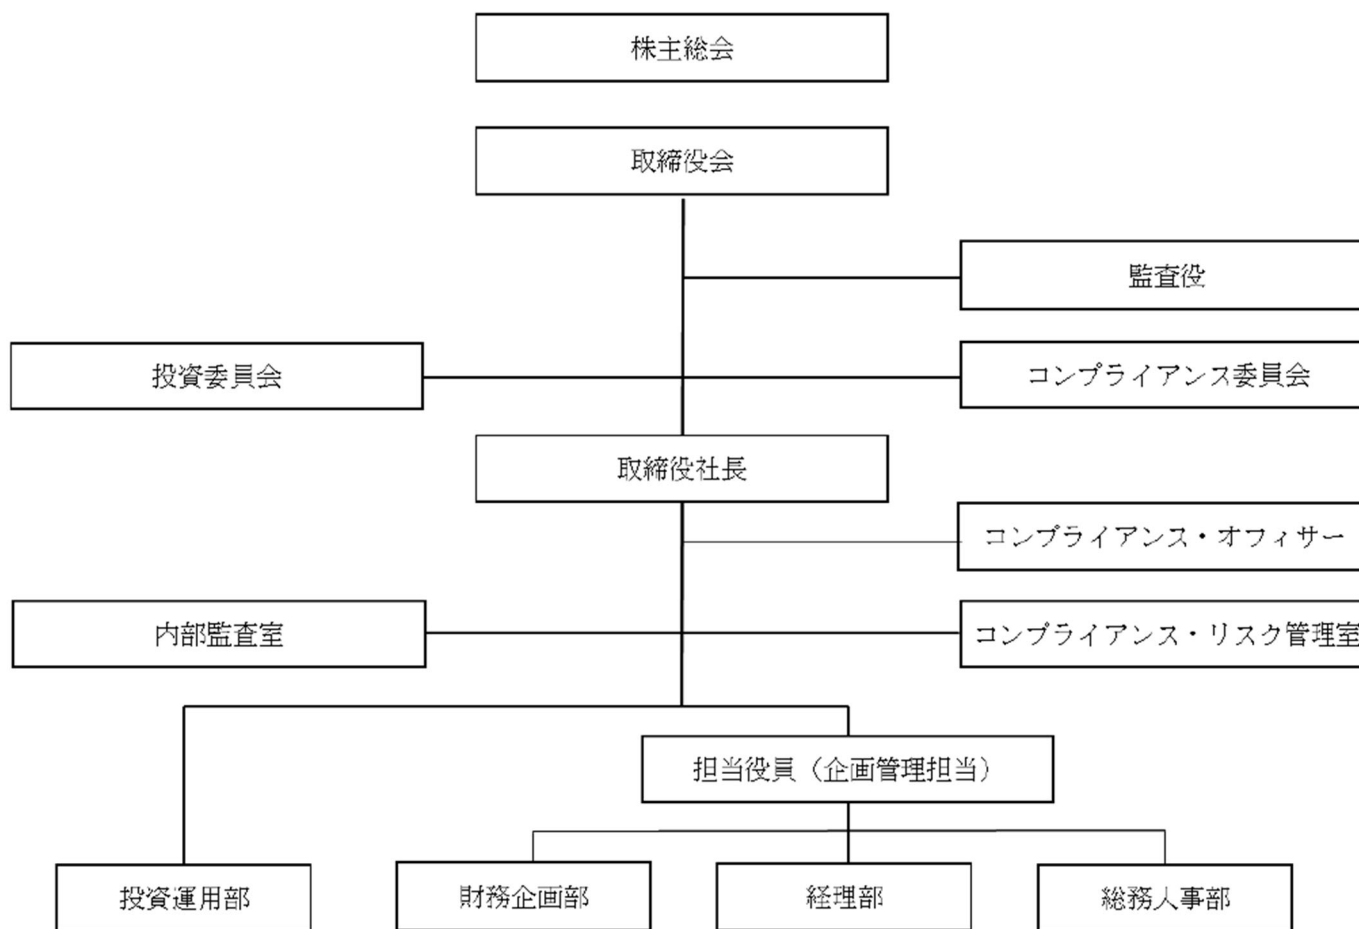 株主総会
取締役会
監査役
投資委員会
コンプライアンス委員会
取締役社長
コンプライアンス・オフィサー
内部監査室
コンプライアンス・リスク管理室
担当役員（企画管理担当）
投資運用部
財務企画部
経理部
総務人事部